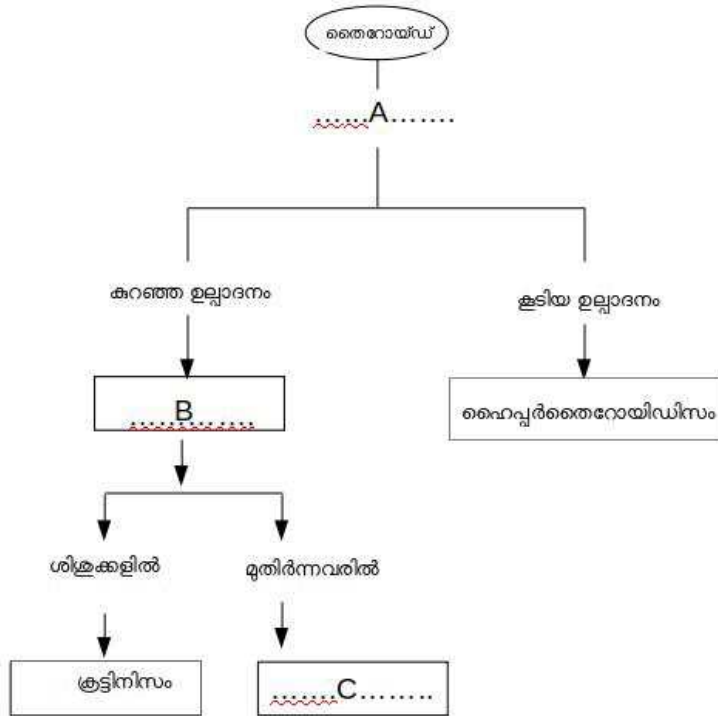 തൈറോയ്ഡ്
......A.......
കുറഞ്ഞ ഉല്പാദനം
കൂടിയ ഉല്പാദനം
B
.............
ഹൈപ്പർതൈറോയിഡിസം
ശിശുക്കളിൽ
മുതിർന്നവരിൽ
ക്രട്ടിനിസം
.......C........